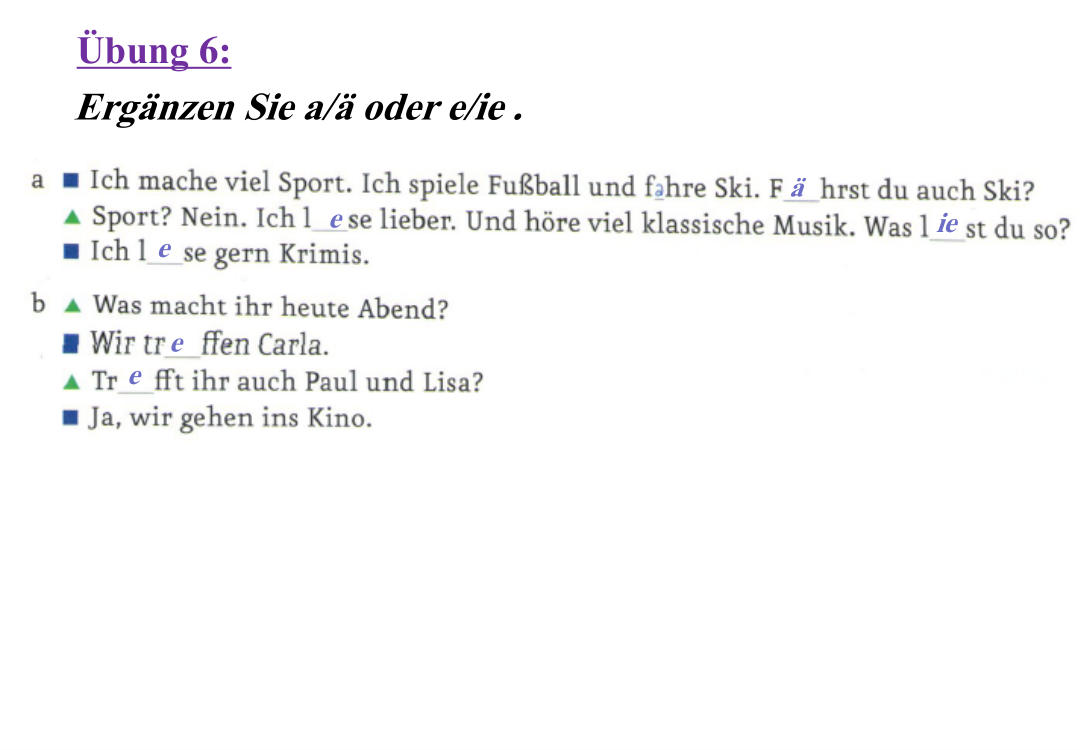 Übung 6:
Ergänzen Sie a/ä oder e/ie .
a ■ Ich mache viel Sport. Ich spiele Fußball und fahre Ski. F ä hrst du auch Ski?
▲ Sport? Nein. Ich l e se lieber. Und höre viel klassische Musik. Was l ie st du so?
■ Ich l e se gern Krimis.
b ▲ Was macht ihr heute Abend?
■ Wir tr e ffen Carla.
▲ Tr e fft ihr auch Paul und Lisa?
■ Ja, wir gehen ins Kino.